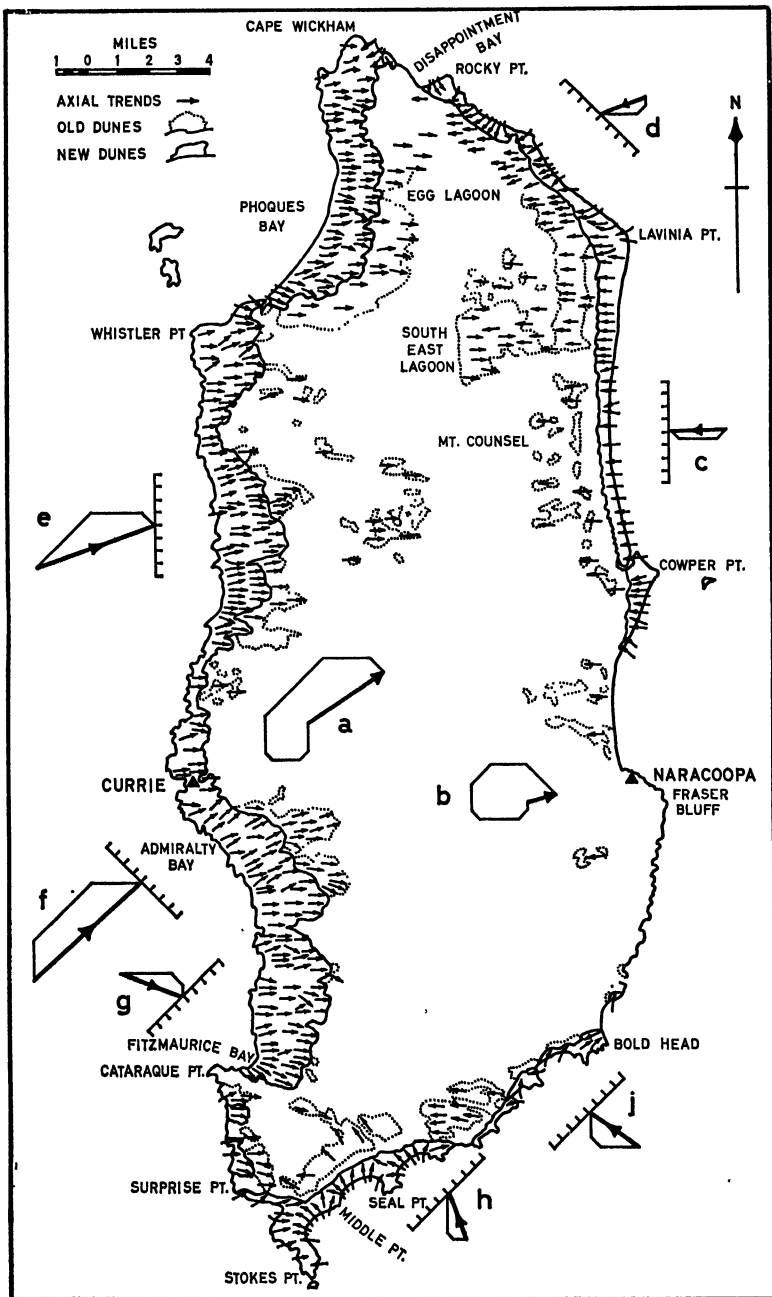 CAPE WICKHAM
MILES
1 0 1 2 3 4
AXIAL TRENDS
OLD DUNES
NEW DUNES
DISAPPOINTMENT
BAY
ROCKY PT.
d
N
PHOQUES
BAY
EGG LAGOON
LAVINIA PT.
WHISTLER PT
SOUTH
EAST
LAGOON
MT. COUNSEL
c
e
COWPER PT.
a
CURRIE
b
NARACOOPA
FRASER
BLUFF
ADMIRALTY
BAY
f
g
FITZMAURICE BAY
CATARAQUE PT.
BOLD HEAD
j
SURPRISE PT.
SEAL PT.
h
MIDDLE PT.
STOKES PT.